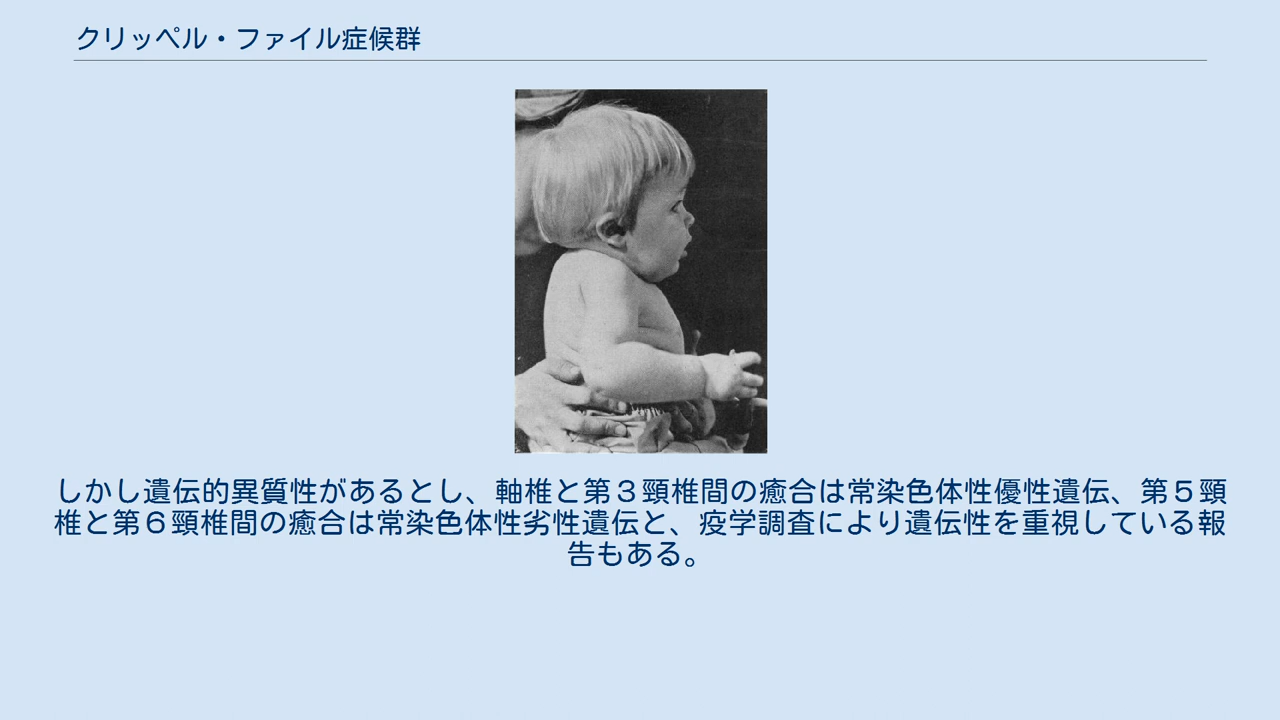 クリッペル・ファイル症候群
しかし遺伝的異質性があるとし、軸椎と第３頸椎間の癒合は常染色体性優性遺伝、第５頸
椎と第６頸椎間の癒合は常染色体性劣性遺伝と、疫学調査により遺伝性を重視している報
告もある。